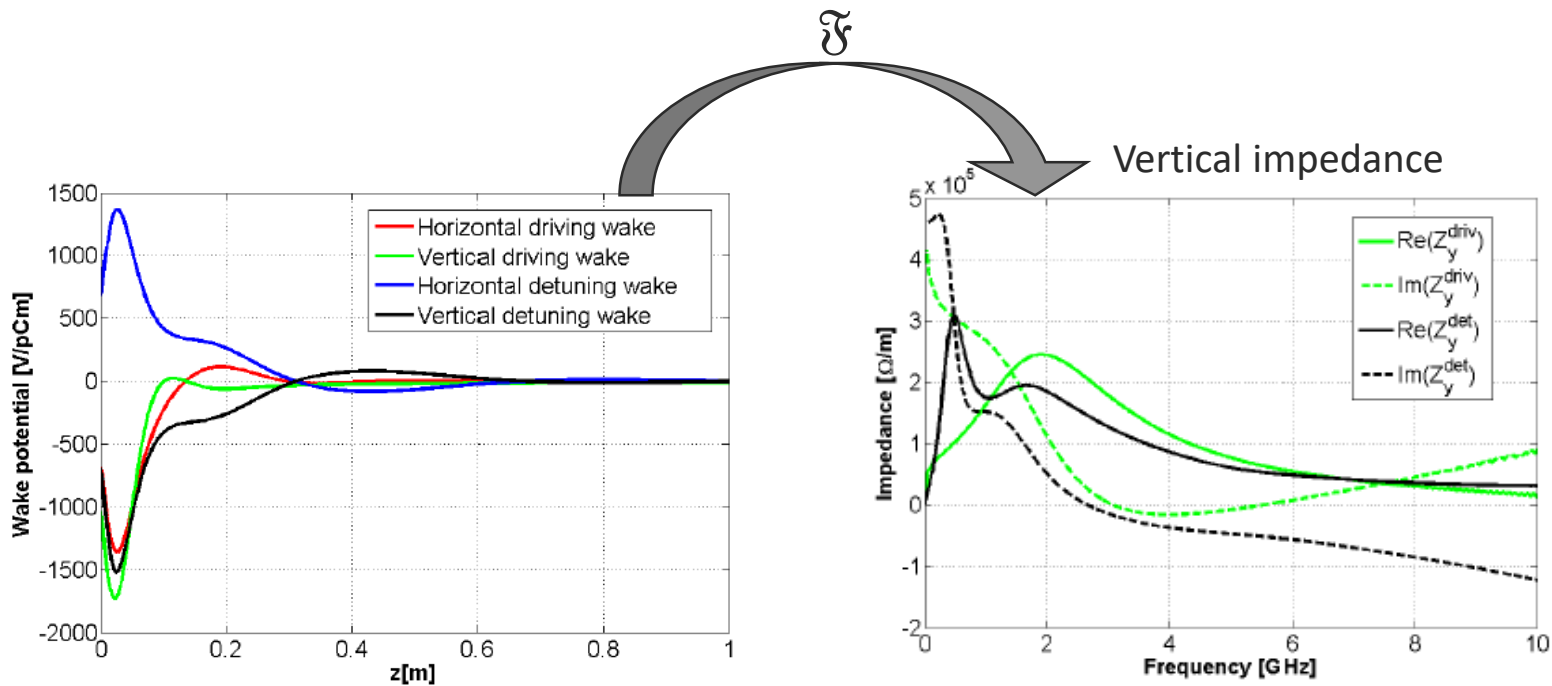 𝔉
Vertical impedance
1500
1000
500
0
-500
-1000
-1500
-2000
Wake potential [V/pCm]
0
0.2
0.4
0.6
0.8
1
z[m]
Horizontal driving wake
Vertical driving wake
Horizontal detuning wake
Vertical detuning wake
x 10^5
5
4
3
2
1
0
-1
-2
Impedance [Ω/m]
0
2
4
6
8
10
Frequency [GHz]
Re(Z_y^driv)
Im(Z_y^driv)
Re(Z_y^det)
Im(Z_y^det)